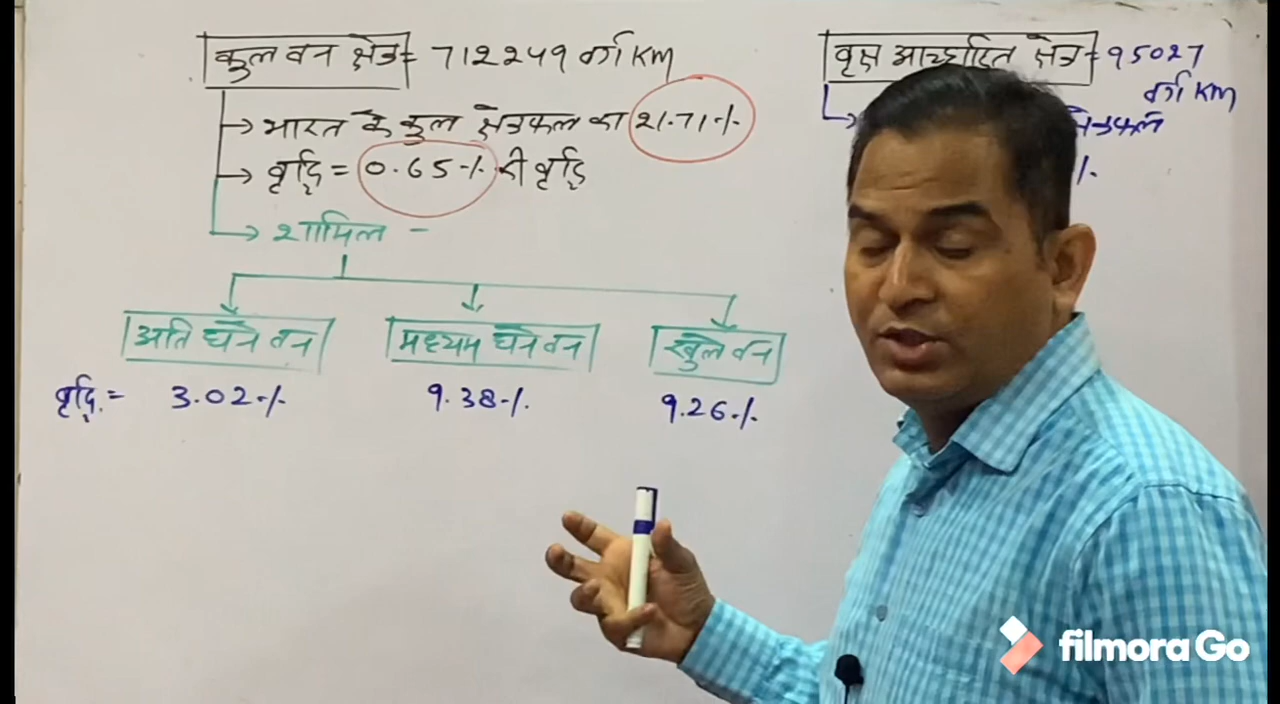 कुल वन क्षेत्र = 712249 वर्ग KM
→ भारत के कुल क्षेत्रफल का 21.71%
→ वृद्धि = 0.65% की वृद्धि
→ शामिल -
अति घने वन
मध्यम घने वन
खुले वन
वृद्धि = 3.02% 9.38% 9.26%
वृक्ष आच्छादित क्षेत्र = 95027
वर्ग KM
क्षेत्रफल
%
filmora Go